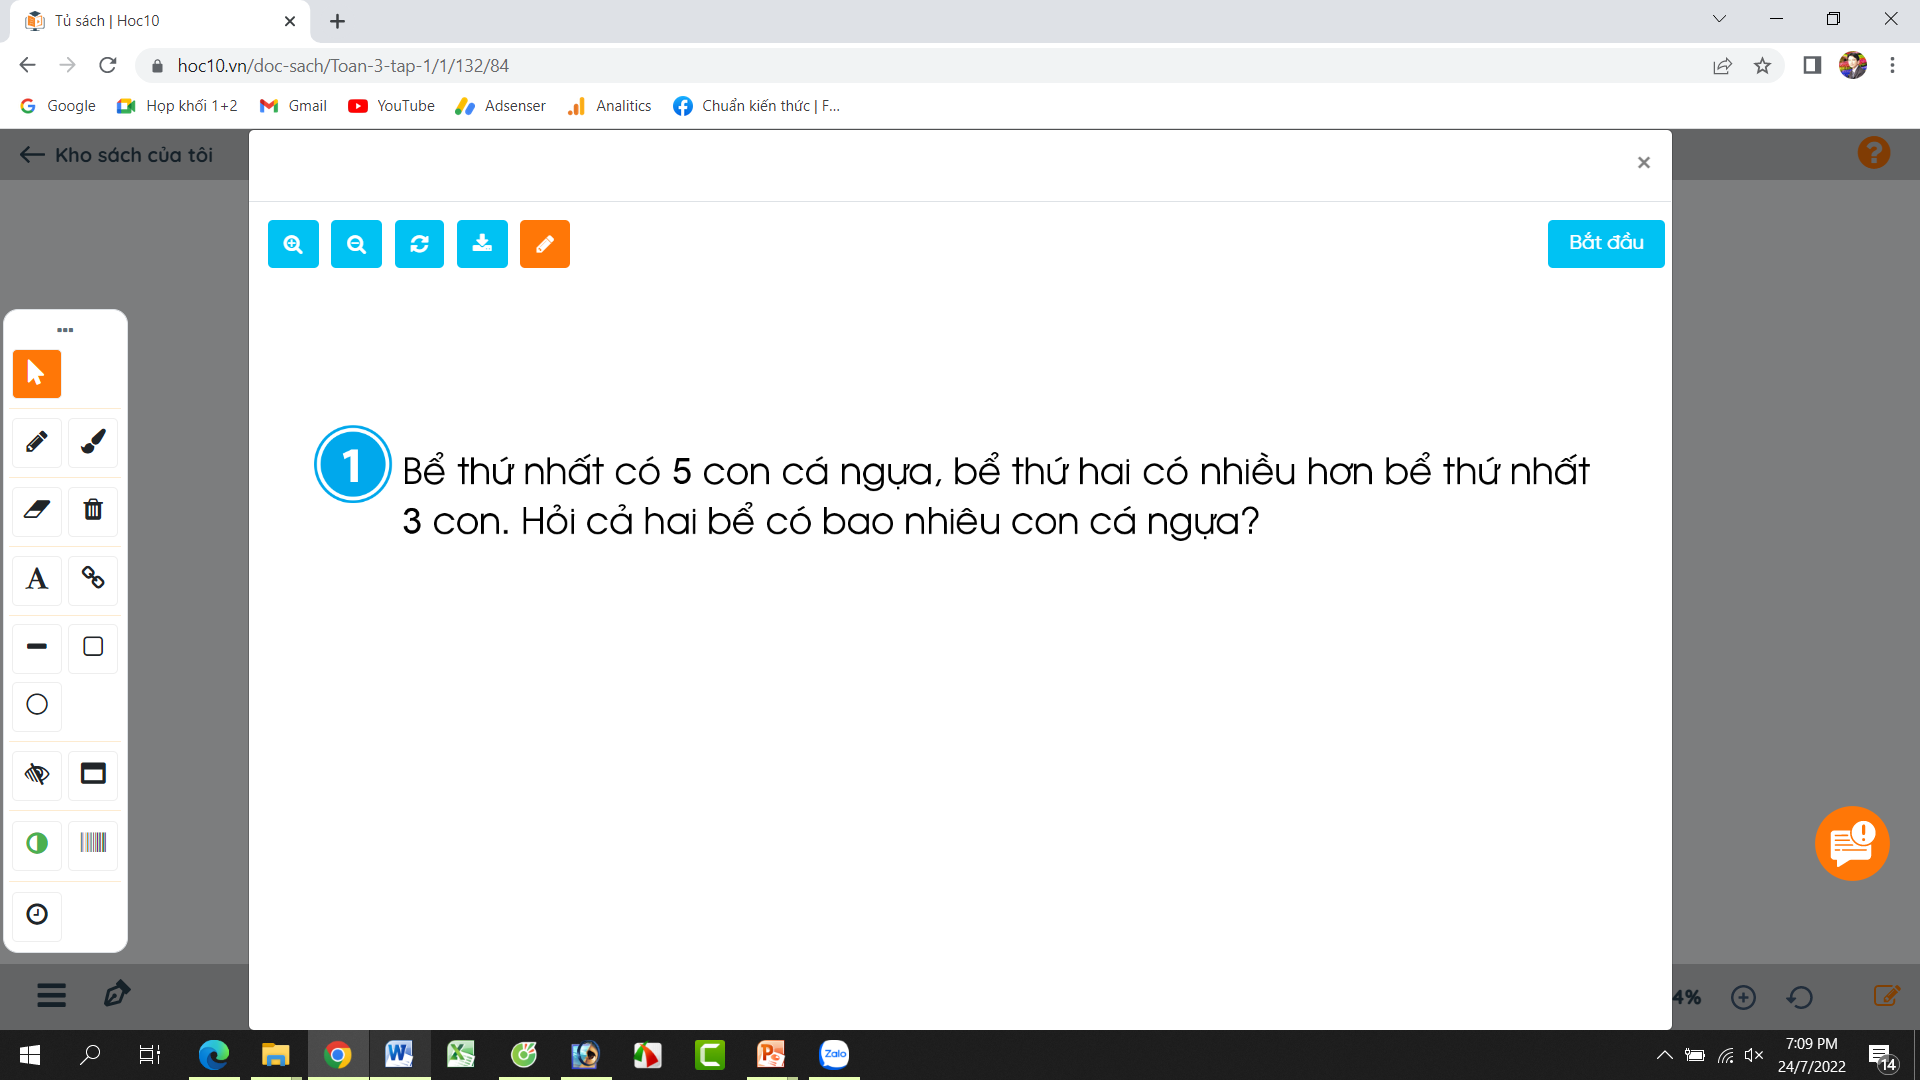 Tủ sách | Hoc10
hoc10.vn/doc-sach/Toan-3-tap-1/1/132/84
Google Họp khối 1+2 Gmail YouTube Adsenser Analitics Chuẩn kiến thức | F...
Kho sách của tôi
?
Bắt đầu
1 Bể thứ nhất có 5 con cá ngựa, bể thứ hai có nhiều hơn bể thứ nhất
3 con. Hỏi cả hai bể có bao nhiêu con cá ngựa?
A
4%
Zalo
7:09 PM
24/7/2022
14